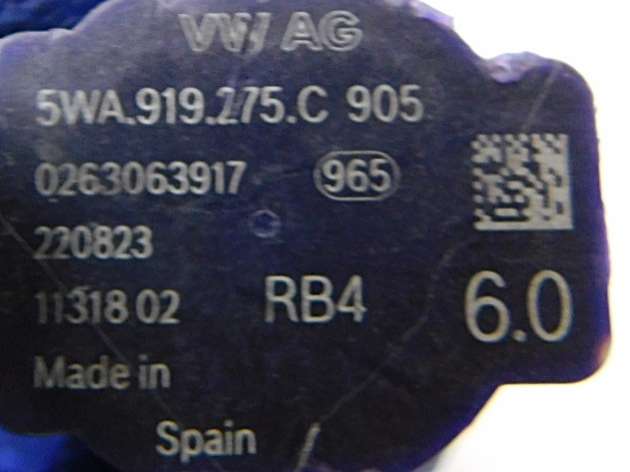 VW AG
5WA.919.275.C 905
0263063917 965
220823
11318 02 RB4 6.0
Made in
Spain